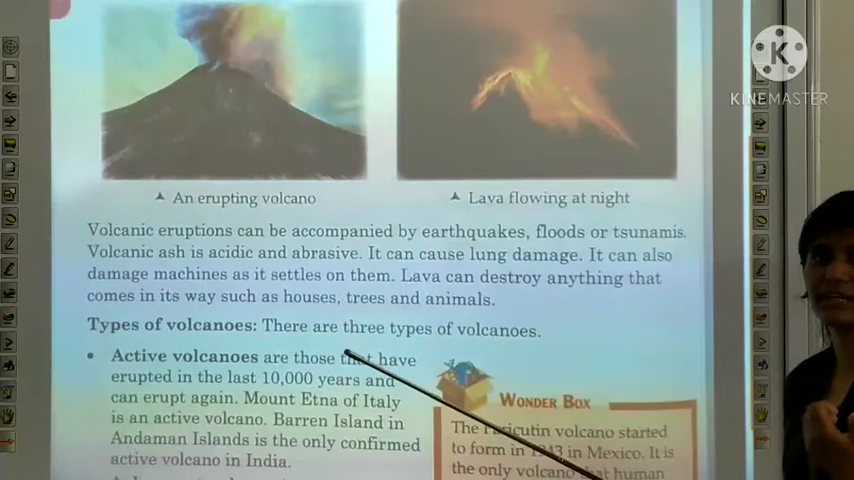 KINEMASTER
An erupting volcano
Lava flowing at night
Volcanic eruptions can be accompanied by earthquakes, floods or tsunamis.
Volcanic ash is acidic and abrasive. It can cause lung damage. It can also
damage machines as it settles on them. Lava can destroy anything that
comes in its way such as houses, trees and animals.
Types of volcanoes: There are three types of volcanoes.
• Active volcanoes are those that have
erupted in the last 10,000 years and
can erupt again. Mount Etna of Italy
is an active volcano. Barren Island in
Andaman Islands is the only confirmed
active volcano in India.
WONDER BOX
The Paricutin volcano started
to form in 1943 in Mexico. It is
the only volcano that human